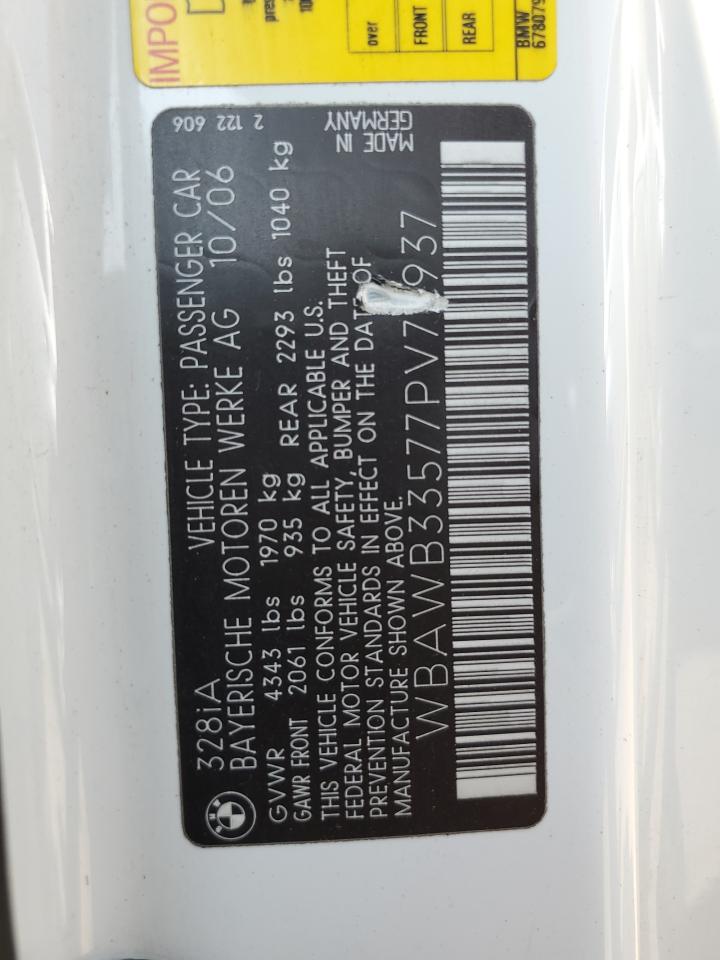 IMPO
over
FRONT
REAR
BMW
2 122 606
MADE IN
GERMANY
328iA VEHICLE TYPE: PASSENGER CAR
BAYERISCHE MOTOREN WERKE AG 10/06
GVWR 4343 lbs 1970 kg
GAWR FRONT 2061 lbs 935 kg REAR 2293 lbs 1040 kg
THIS VEHICLE CONFORMS TO ALL APPLICABLE U.S.
FEDERAL MOTOR VEHICLE SAFETY, BUMPER AND THEFT
PREVENTION STANDARDS IN EFFECT ON THE DATE OF
MANUFACTURE SHOWN ABOVE.
WBAWB33577PV7 937